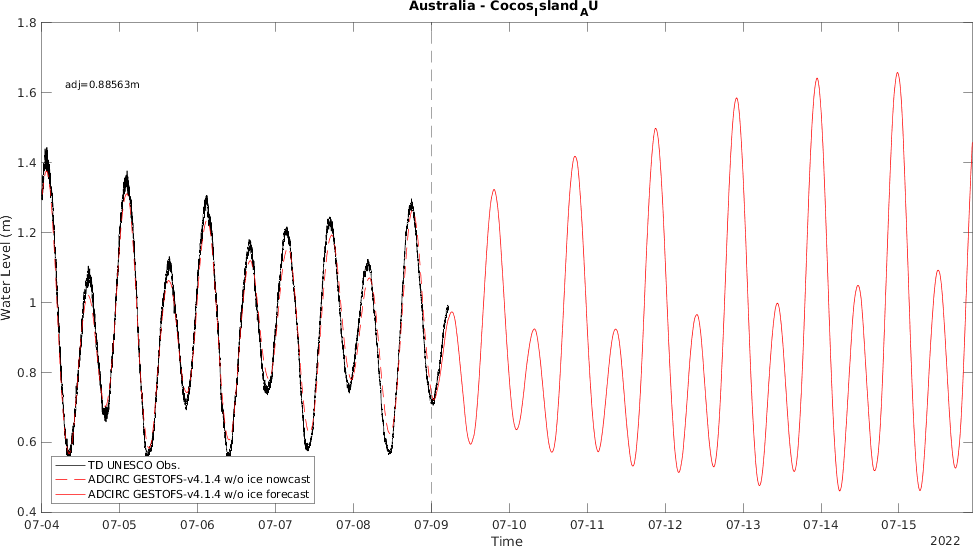 Australia - CocosIslandAU
1.8
1.6
1.4
1.2
1
0.8
0.6
0.4
Water Level (m)
adj=0.88563m
TD UNESCO Obs.
ADCIRC GESTOFS-v4.1.4 w/o ice nowcast
ADCIRC GESTOFS-v4.1.4 w/o ice forecast
07-04 07-05 07-06 07-07 07-08 07-09 07-10 07-11 07-12 07-13 07-14 07-15
Time
2022